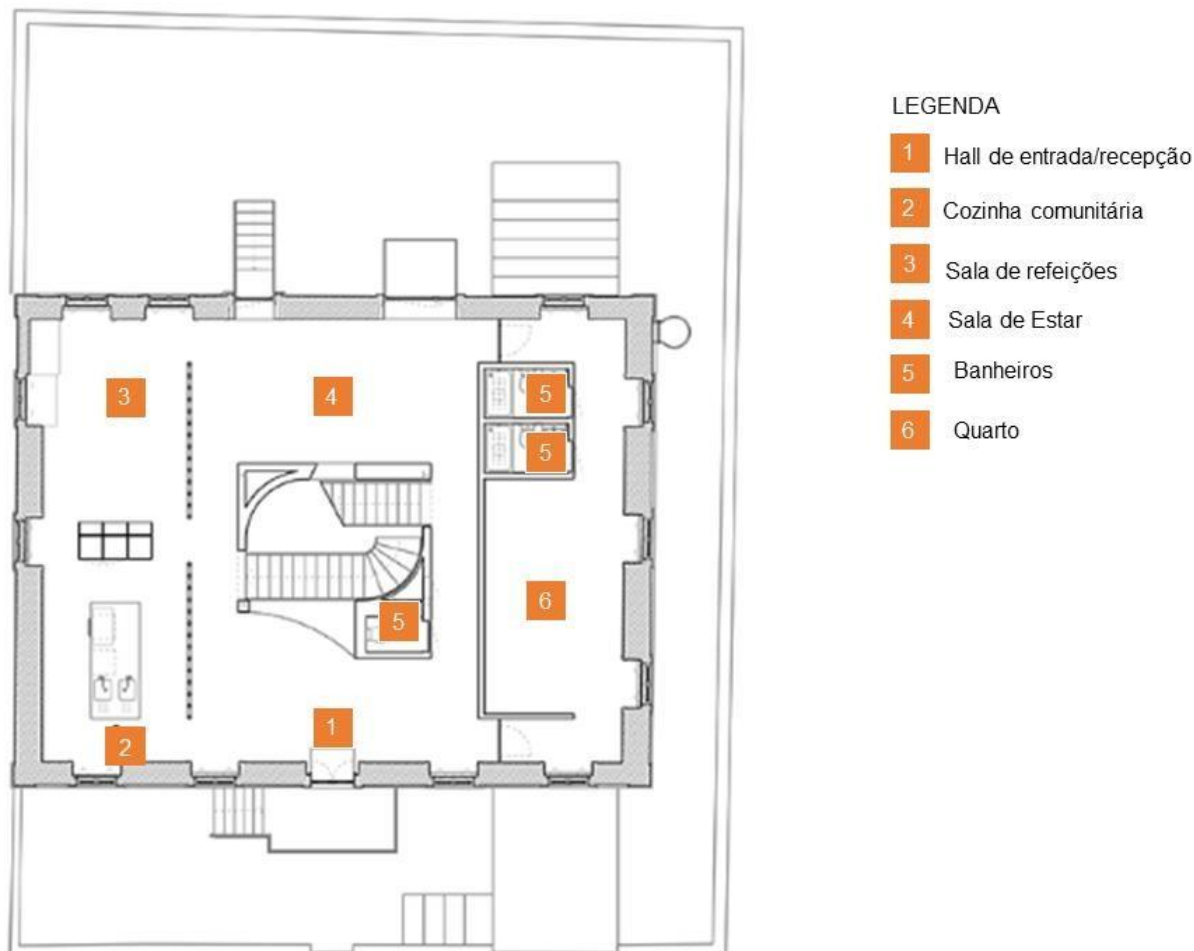 3
4
5
5
6
5
1
2
LEGENDA
1 Hall de entrada/recepção
2 Cozinha comunitária
3 Sala de refeições
4 Sala de Estar
5 Banheiros
6 Quarto